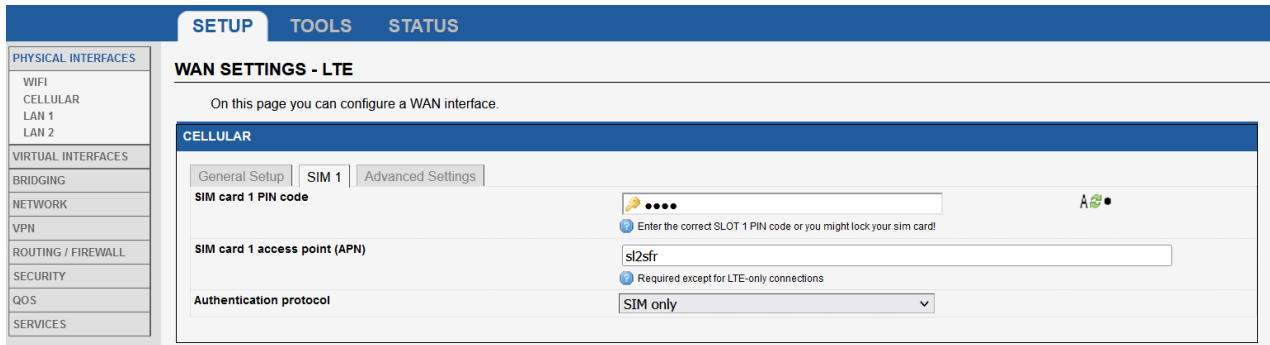 SETUP TOOLS STATUS
PHYSICAL INTERFACES
WIFI
CELLULAR
LAN 1
LAN 2
VIRTUAL INTERFACES
BRIDGING
NETWORK
VPN
ROUTING / FIREWALL
SECURITY
QOS
SERVICES
WAN SETTINGS - LTE
On this page you can configure a WAN interface.
CELLULAR
General Setup SIM 1 Advanced Settings
SIM card 1 PIN code ●●●● A
Enter the correct SLOT 1 PIN code or you might lock your sim card!
SIM card 1 access point (APN) sl2sfr
Required except for LTE-only connections
Authentication protocol SIM only